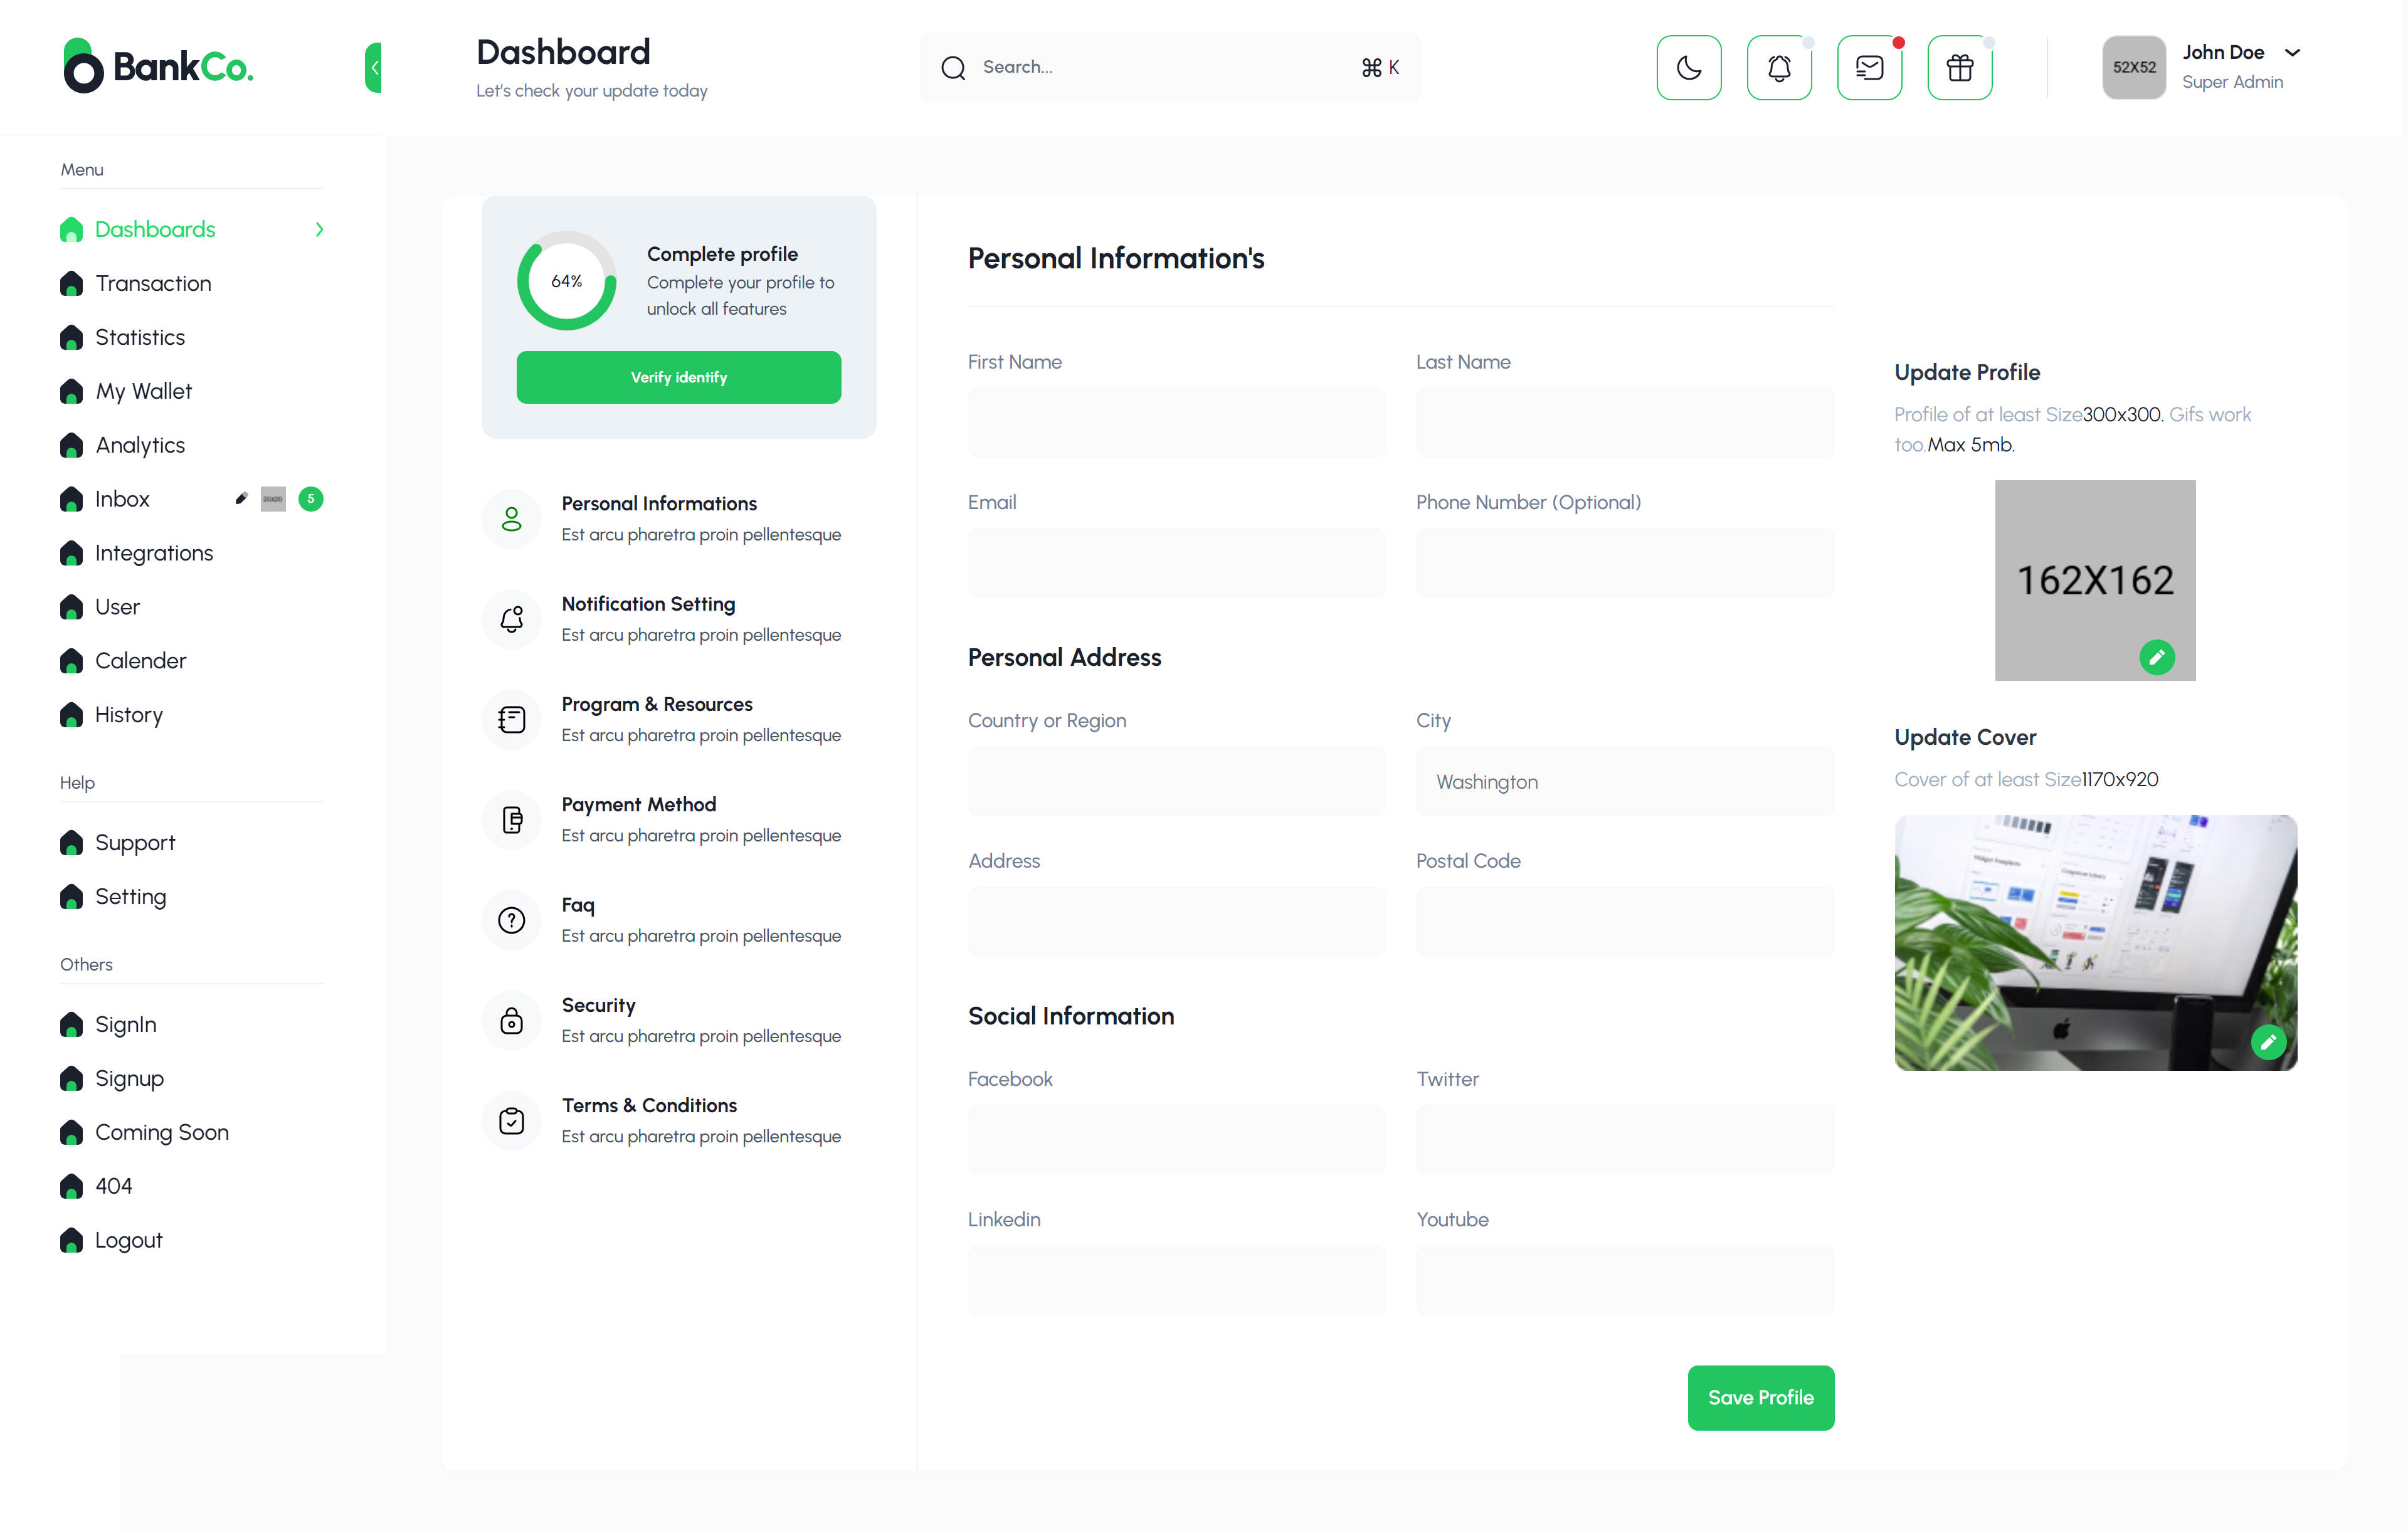 BankCo.
Dashboard
Let's check your update today
Search...
⌘ K
52X52
John Doe
Super Admin
Menu
Dashboards
Transaction
Statistics
My Wallet
Analytics
Inbox
20X20
5
Integrations
User
Calender
History
Help
Support
Setting
Others
SignIn
Signup
Coming Soon
404
Logout
64%
Complete profile
Complete your profile to
unlock all features
Verify identify
Personal Informations
Est arcu pharetra proin pellentesque
Notification Setting
Est arcu pharetra proin pellentesque
Program & Resources
Est arcu pharetra proin pellentesque
Payment Method
Est arcu pharetra proin pellentesque
Faq
Est arcu pharetra proin pellentesque
Security
Est arcu pharetra proin pellentesque
Terms & Conditions
Est arcu pharetra proin pellentesque
Personal Information's
First Name
Last Name
Email
Phone Number (Optional)
Personal Address
Country or Region
City
Washington
Address
Postal Code
Social Information
Facebook
Twitter
Linkedin
Youtube
Save Profile
Update Profile
Profile of at least Size300x300. Gifs work
too.Max 5mb.
162X162
Update Cover
Cover of at least Size1170x920